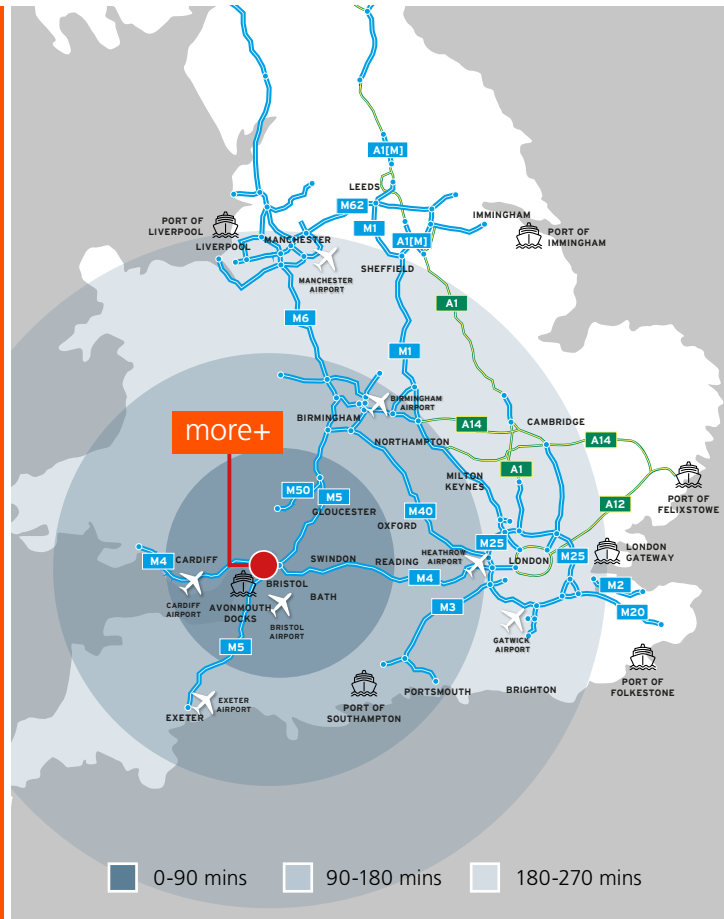 A1[M]
LEEDS
M62
PORT OF
LIVERPOOL
LIVERPOOL
MANCHESTER
M1
A1[M]
IMMINGHAM
PORT OF
IMMINGHAM
SHEFFIELD
MANCHESTER
AIRPORT
A1
M6
M1
BIRMINGHAM
AIRPORT
more+
BIRMINGHAM
A14
CAMBRIDGE
A14
NORTHAMPTON
A1
MILTON
KEYNES
M50
M5
GLOUCESTER
M40
OXFORD
A12
PORT OF
FELIXSTOWE
M25
M4
CARDIFF
SWINDON
READING
HEATHROW
AIRPORT
LONDON
M25
LONDON
GATEWAY
M4
M2
BRISTOL
BATH
CARDIFF
AIRPORT
AVONMOUTH
DOCKS
BRISTOL
AIRPORT
M3
M20
GATWICK
AIRPORT
M5
PORT OF
FOLKESTONE
PORTSMOUTH
BRIGHTON
EXETER
AIRPORT
EXETER
PORT OF
SOUTHAMPTON
0-90 mins
90-180 mins
180-270 mins